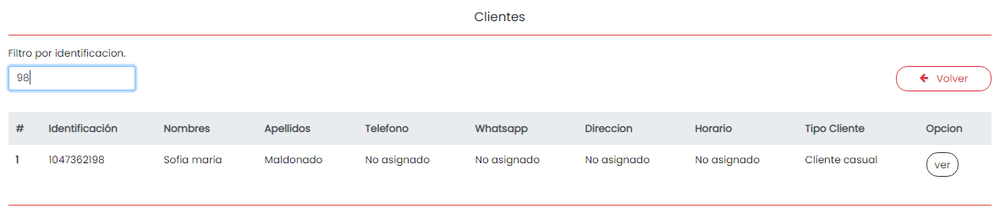 Clientes
Filtro por identificacion.
98
Volver
# Identificación Nombres Apellidos Telefono Whatsapp Direccion Horario Tipo Cliente Opcion
1 1047362198 Sofia maria Maldonado No asignado No asignado No asignado No asignado Cliente casual ver